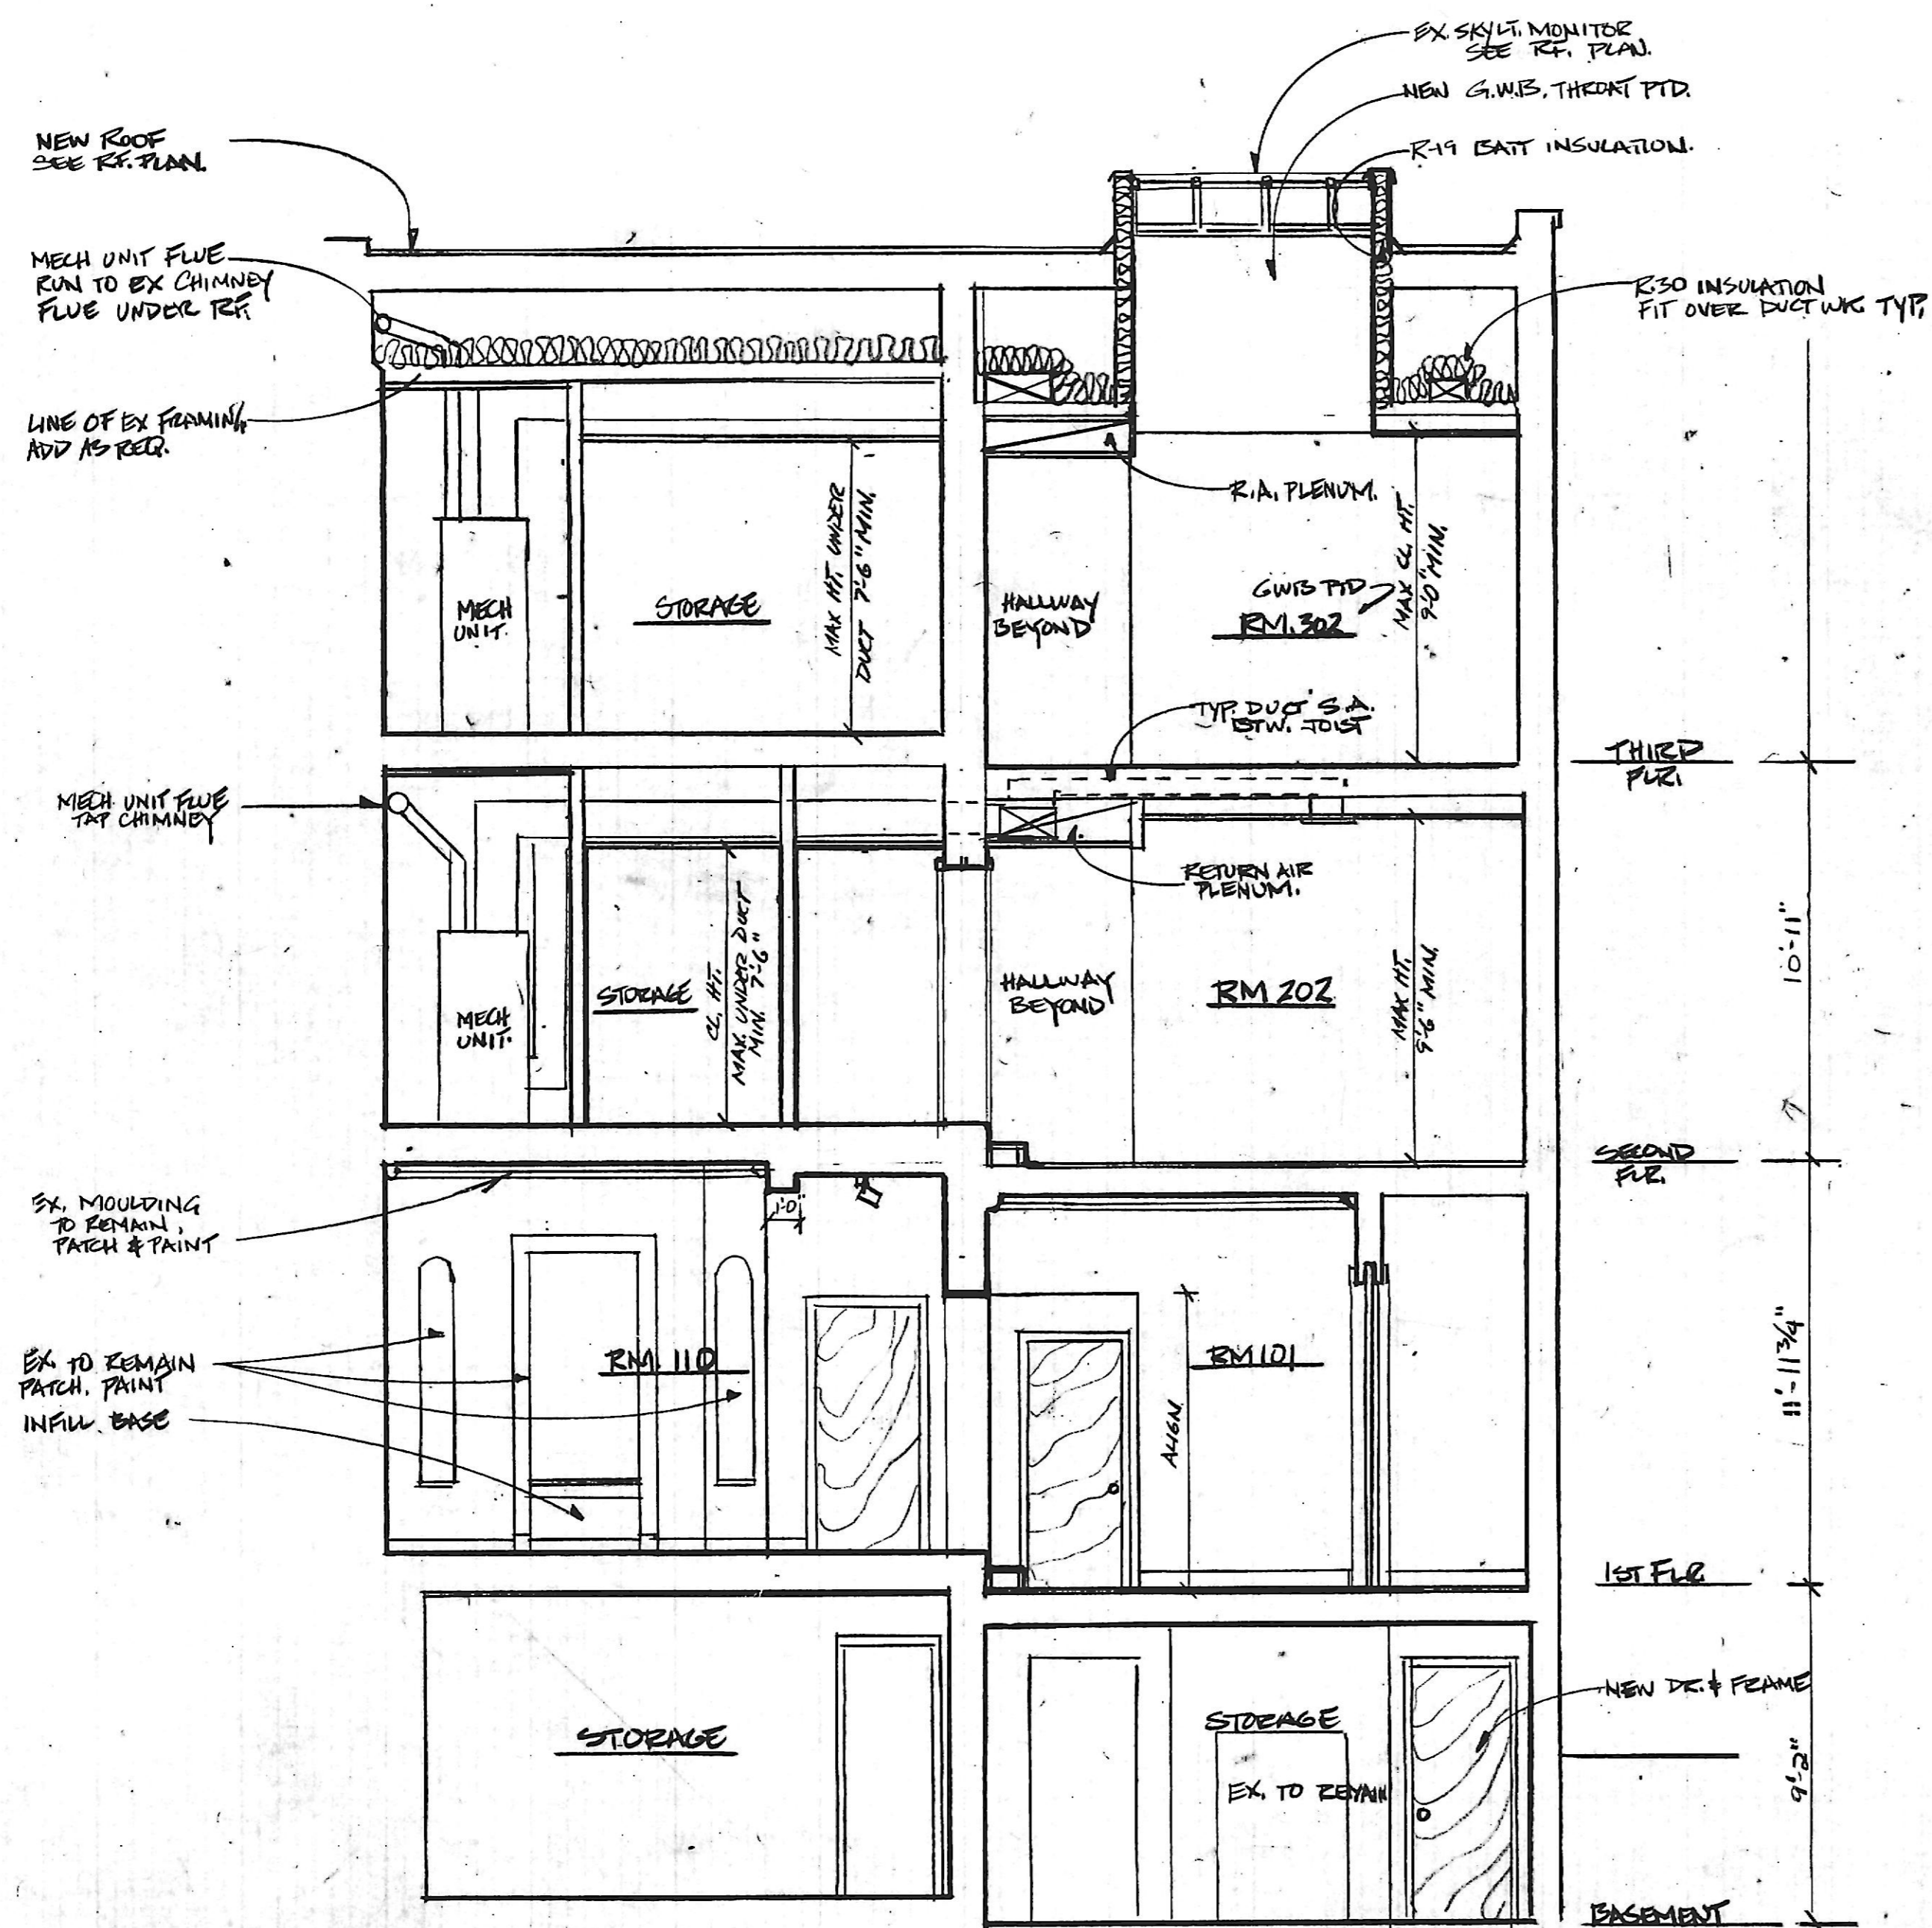 EX. SKYLT. MONITOR
SEE RF. PLAN.
NEW G.W.B. THROAT PTD.
R-19 BATT INSULATION.
NEW ROOF
SEE RF. PLAN.
MECH UNIT FLUE
RUN TO EX CHIMNEY
FLUE UNDER RF.
R.30 INSULATION
FIT OVER DUCT WK. TYP.
LINE OF EX FRAMING
ADD AS REQ.
R.A. PLENUM.
MAX HT. UNDER
DUCT 7'-6" MIN.
MAX CL. HT.
9'-0" MIN.
MECH
UNIT.
STORAGE
HALLWAY
BEYOND
GWB PTD
RM. 302
TYP. DUCT S.A.
BTW. JOIST
THIRD
FLR.
MECH. UNIT FLUE
TAP CHIMNEY
RETURN AIR
PLENUM.
10'-11"
MECH
UNIT.
STORAGE
CL. HT.
MAX. UNDER DUCT
MIN. 7'-6"
HALLWAY
BEYOND
RM 202
MAX HT.
9'-6" MIN.
SECOND
FLR.
EX. MOULDING
TO REMAIN,
PATCH & PAINT
1'-0"
11'-11 3/4"
EX. TO REMAIN
PATCH. PAINT
INFILL. BASE
RM. 110
RM 101
ALIGN.
1ST FLR
NEW DR. & FRAME
STORAGE
STORAGE
EX. TO REMAIN
9'-2"
BASEMENT